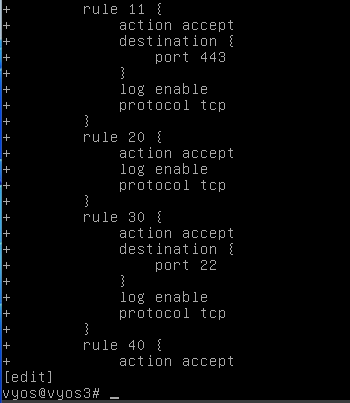 +        rule 11 {
+            action accept
+            destination {
+                port 443
+            }
+            log enable
+            protocol tcp
+        }
+        rule 20 {
+            action accept
+            log enable
+            protocol tcp
+        }
+        rule 30 {
+            action accept
+            destination {
+                port 22
+            }
+            log enable
+            protocol tcp
+        }
+        rule 40 {
+            action accept
[edit]
vyos@vyos3# _